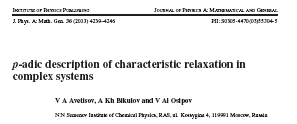 INSTITUTE OF PHYSICS PUBLISHING JOURNAL OF PHYSICS A: MATHEMATICAL AND GENERAL
J. Phys. A: Math. Gen. 36 (2003) 4239–4246 PII: S0305-4470(03)55304-5
p-adic description of characteristic relaxation in
complex systems
V A Avetisov, A Kh Bikulov and V Al Osipov
N N Semenov Institute of Chemical Physics, RAS, ul. Kossygina 4, 119991 Moscow, Russia